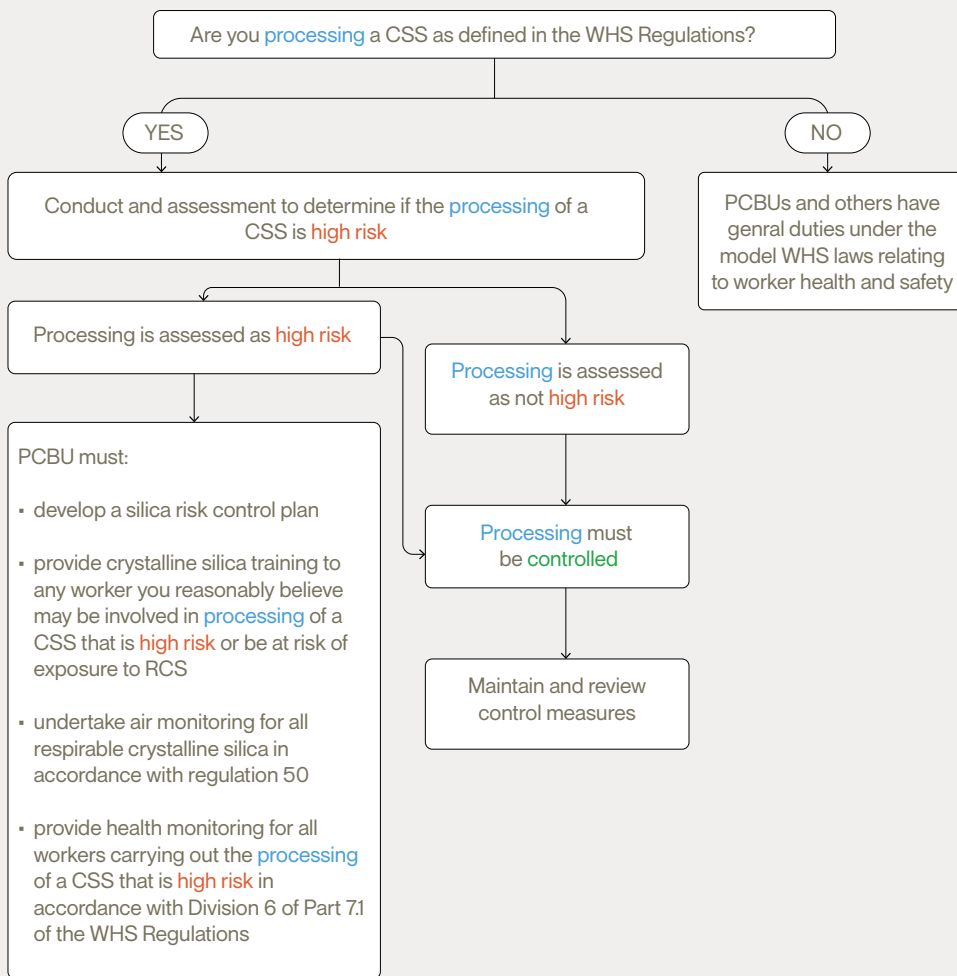 Are you processing a CSS as defined in the WHS Regulations?
YES
NO
Conduct and assessment to determine if the processing of a
CSS is high risk
PCBUs and others have
genral duties under the
model WHS laws relating
to worker health and safety
Processing is assessed as high risk
Processing is assessed
as not high risk
PCBU must:
▪ develop a silica risk control plan
▪ provide crystalline silica training to
any worker you reasonably believe
may be involved in processing of a
CSS that is high risk or be at risk of
exposure to RCS
▪ undertake air monitoring for all
respirable crystalline silica in
accordance with regulation 50
▪ provide health monitoring for all
workers carrying out the processing
of a CSS that is high risk in
accordance with Division 6 of Part 7.1
of the WHS Regulations
Processing must
be controlled
Maintain and review
control measures